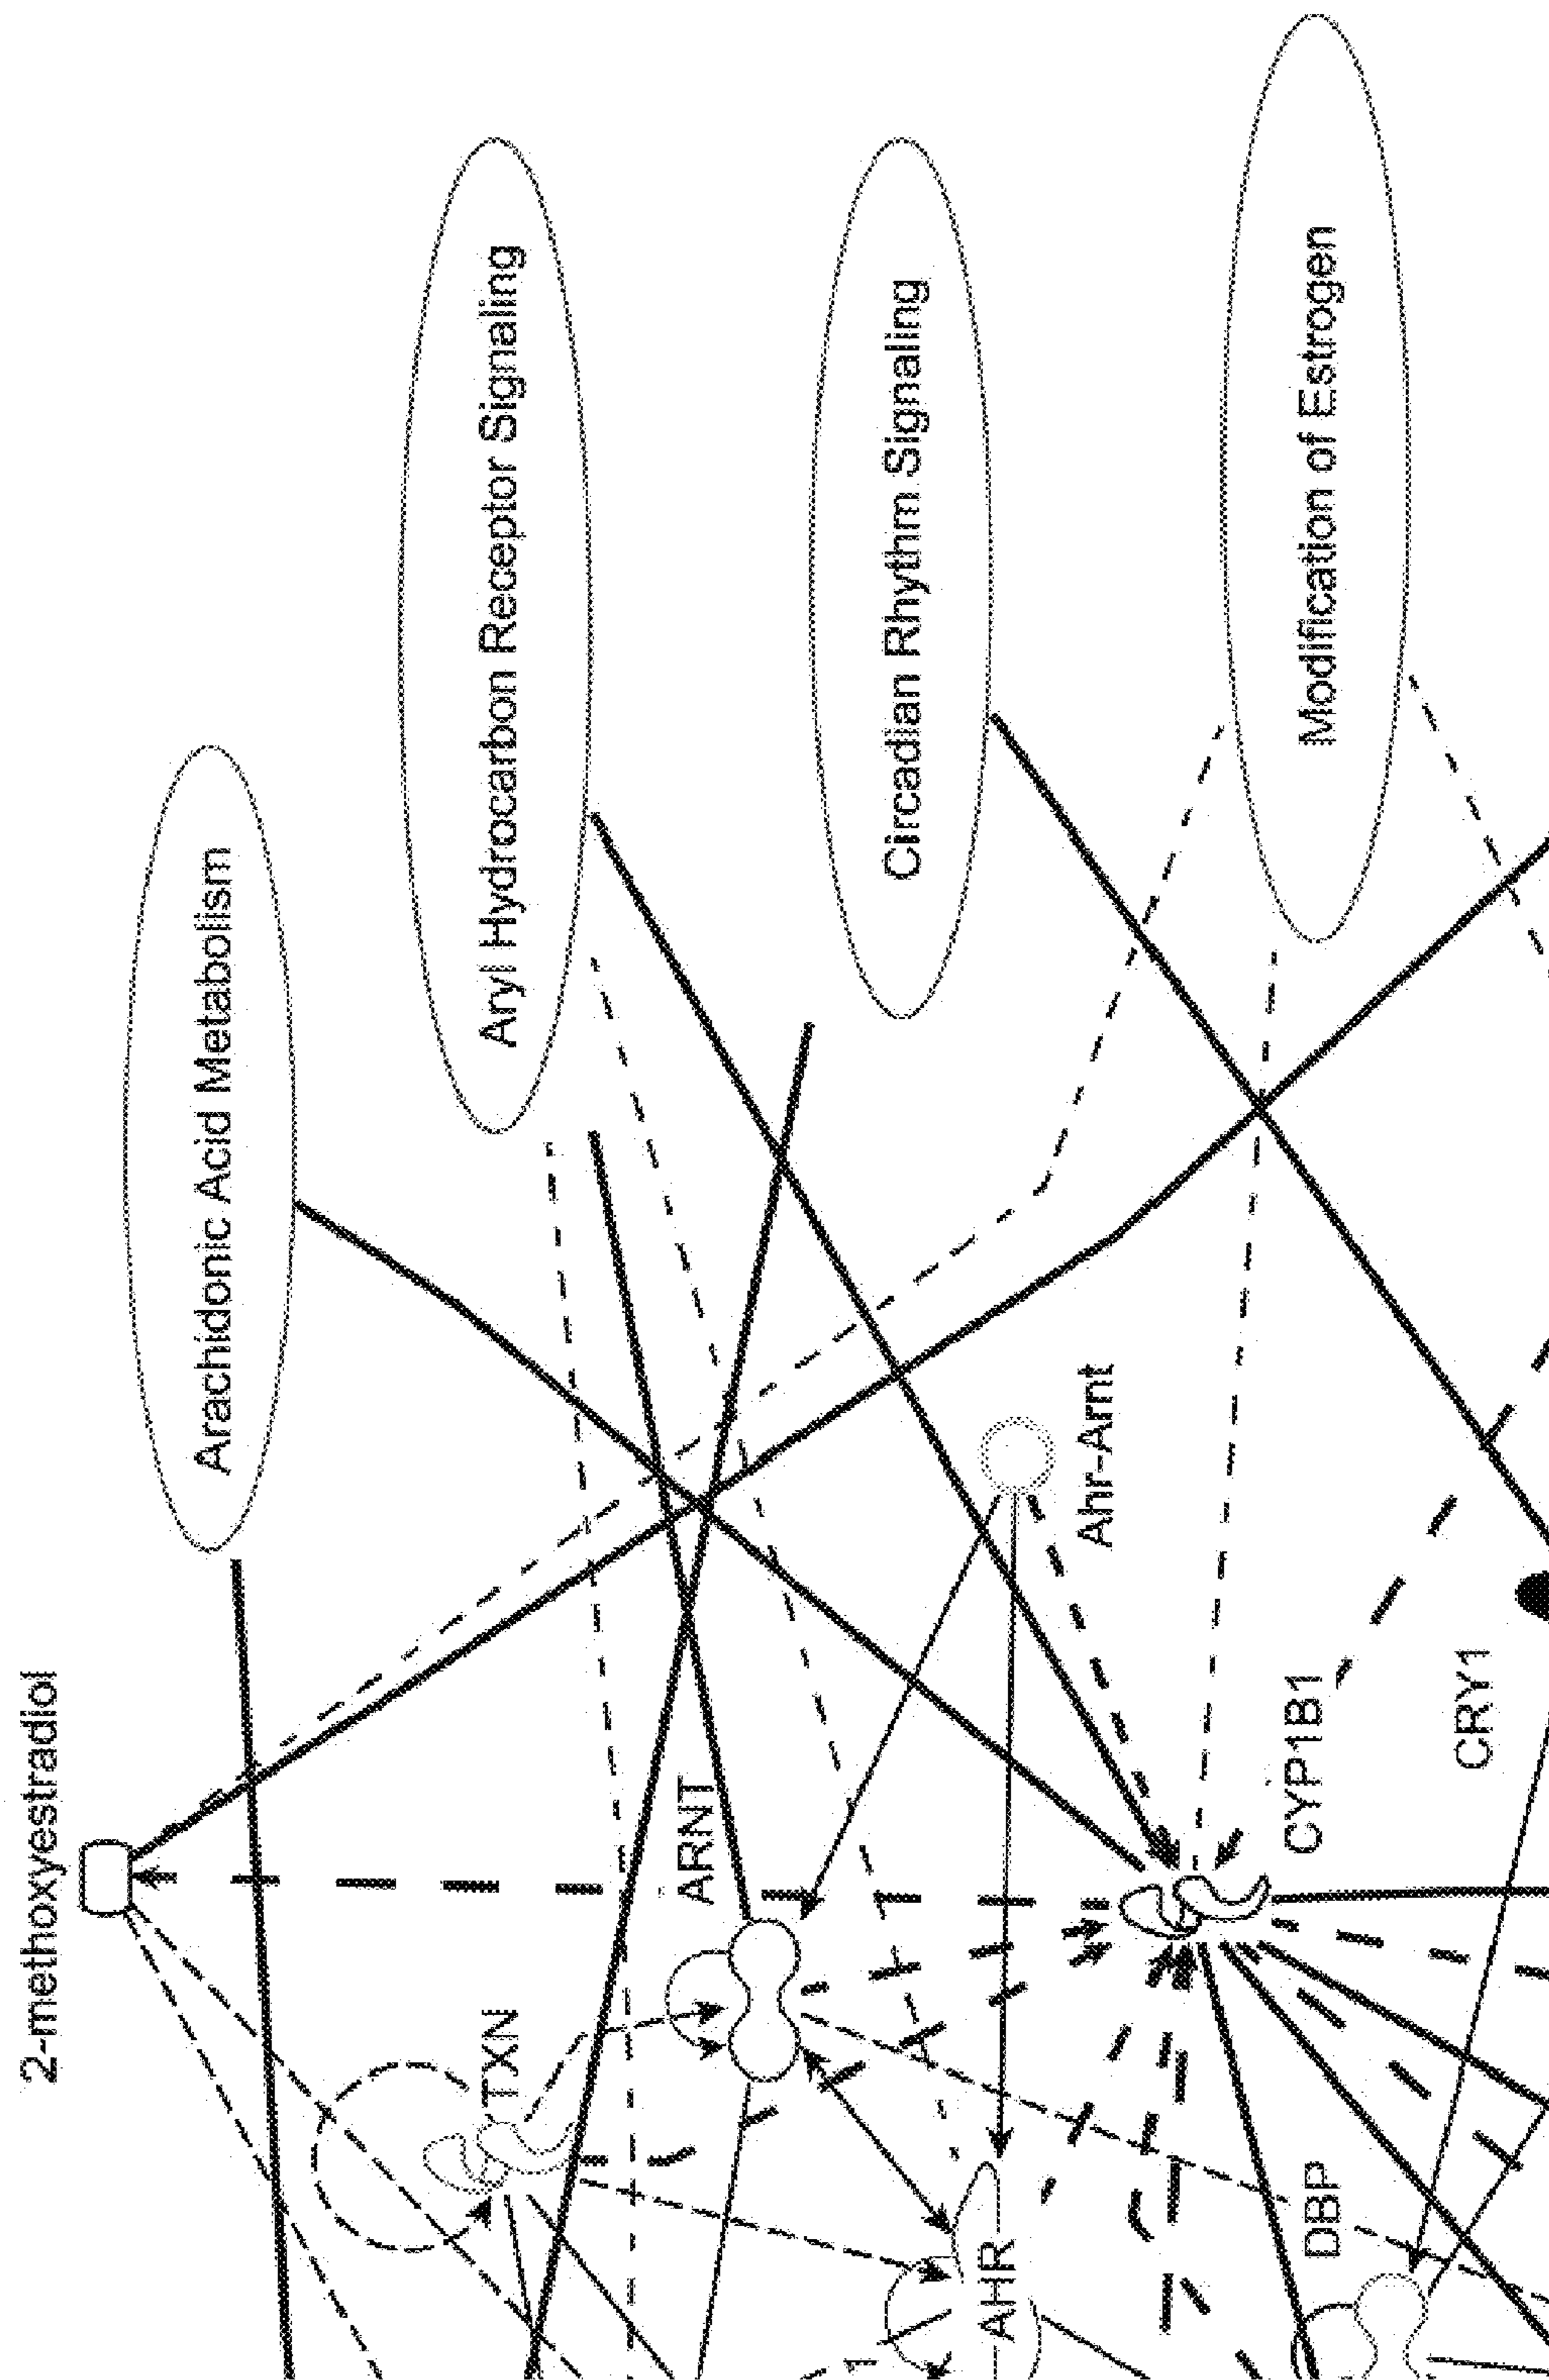 2-methoxyestradiol
Arachidonic Acid Metabolism
Aryl Hydrocarbon Receptor Signaling
Circadian Rhythm Signaling
Modification of Estrogen
TXN
ARNT
Ahr-Arnt
AHR
CYP1B1
CRY1
DBP
1